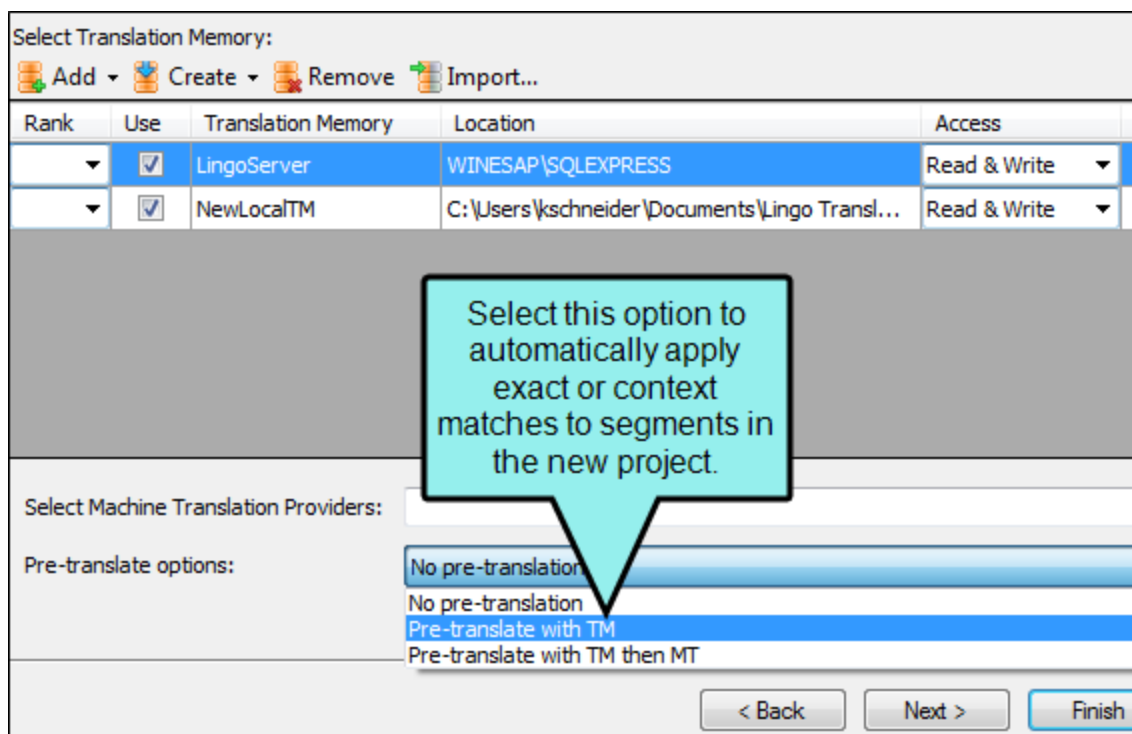 Select Translation Memory:
Add Create Remove Import...
Rank Use Translation Memory Location Access
LingoServer WINESAP\SQLEXPRESS Read & Write
NewLocalTM C:\Users\kschneider\Documents\Lingo Transl... Read & Write
Select this option to
automatically apply
exact or context
matches to segments in
the new project.
Select Machine Translation Providers:
Pre-translate options: No pre-translation
No pre-translation
Pre-translate with TM
Pre-translate with TM then MT
< Back Next > Finish